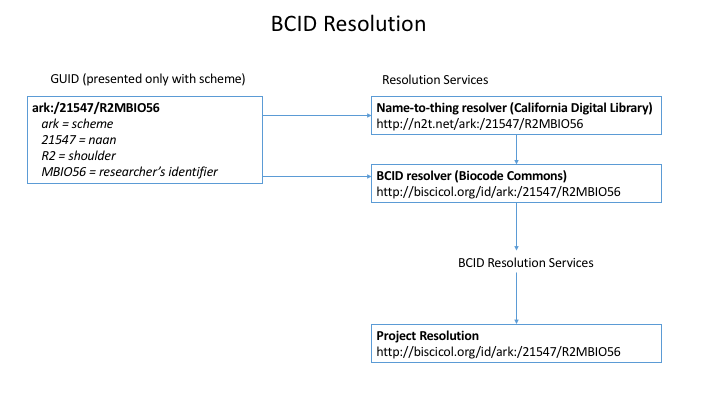 BCID Resolution
GUID (presented only with scheme)
ark:/21547/R2MBIO56
ark = scheme
21547 = naan
R2 = shoulder
MBIO56 = researcher's identifier
Resolution Services
Name-to-thing resolver (California Digital Library)
http://n2t.net/ark:/21547/R2MBIO56
BCID resolver (Biocode Commons)
http://biscicol.org/id/ark:/21547/R2MBIO56
BCID Resolution Services
Project Resolution
http://biscicol.org/id/ark:/21547/R2MBIO56